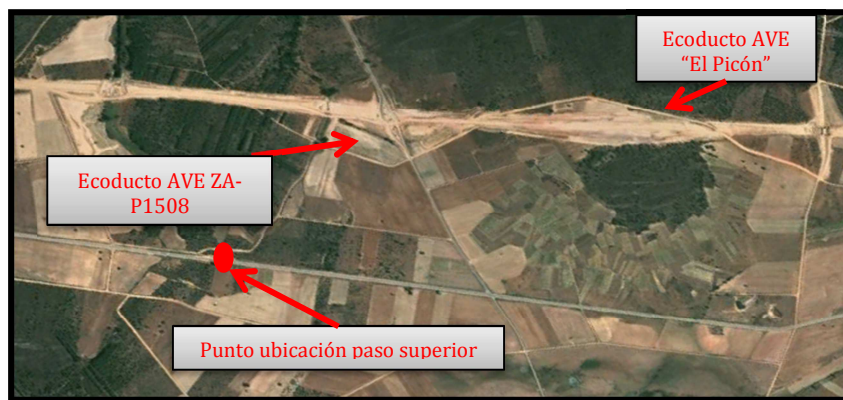 Ecoducto AVE
“El Picón”
Ecoducto AVE ZA-
P1508
Punto ubicación paso superior